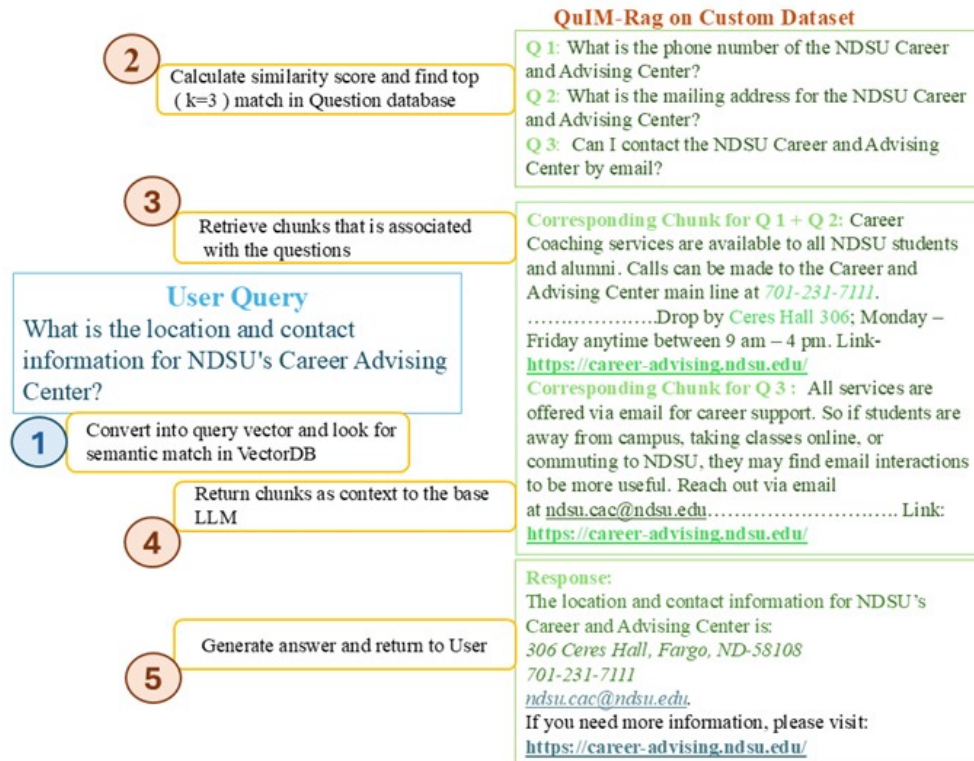 QuIM-Rag on Custom Dataset
2
Calculate similarity score and find top
( k=3 ) match in Question database
Q 1: What is the phone number of the NDSU Career
and Advising Center?
Q 2: What is the mailing address for the NDSU Career
and Advising Center?
Q 3: Can I contact the NDSU Career and Advising
Center by email?
3
Retrieve chunks that is associated
with the questions
Corresponding Chunk for Q 1 + Q 2: Career
Coaching services are available to all NDSU students
and alumni. Calls can be made to the Career and
Advising Center main line at 701-231-7111.
………………..Drop by Ceres Hall 306; Monday –
Friday anytime between 9 am – 4 pm. Link-
https://career-advising.ndsu.edu/
Corresponding Chunk for Q 3 : All services are
offered via email for career support. So if students are
away from campus, taking classes online, or
commuting to NDSU, they may find email interactions
to be more useful. Reach out via email
at ndsu.cac@ndsu.edu……………………….. Link:
https://career-advising.ndsu.edu/
User Query
What is the location and contact
information for NDSU's Career Advising
Center?
1
Convert into query vector and look for
semantic match in VectorDB
Return chunks as context to the base
LLM
4
Generate answer and return to User
5
Response:
The location and contact information for NDSU’s
Career and Advising Center is:
306 Ceres Hall, Fargo, ND-58108
701-231-7111
ndsu.cac@ndsu.edu.
If you need more information, please visit:
https://career-advising.ndsu.edu/